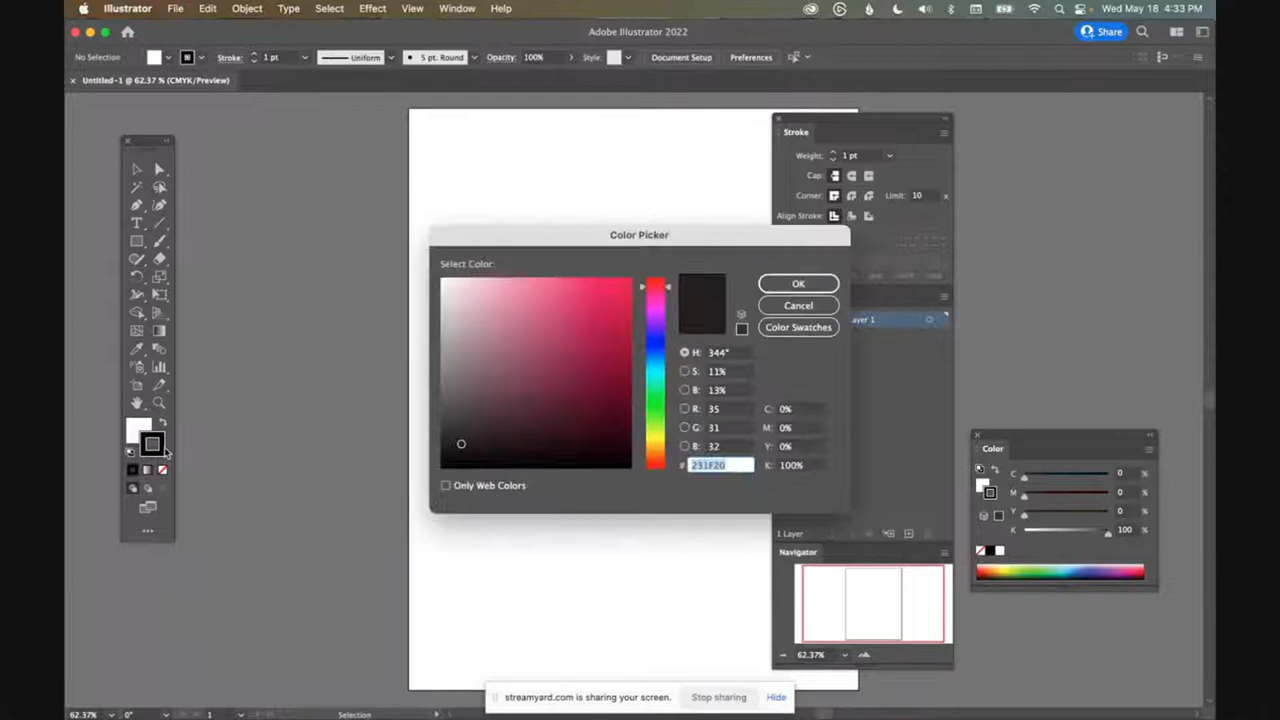 Illustrator File Edit Object Type Select Effect View Window Help
Wed May 18 4:33 PM
Adobe Illustrator 2022
Share
No Selection
Stroke:
1 pt
Uniform
5 pt. Round
Opacity: 100%
Style:
Document Setup
Preferences
Untitled-1 @ 62.37 % (CMYK/Preview)
Stroke
Weight: 1 pt
Cap:
Corner:
Limit: 10 x
Align Stroke:
Color Picker
Select Color:
OK
Cancel
Color Swatches
H: 344°
S: 11%
B: 13%
R: 35
C: 0%
G: 31
M: 0%
B: 32
Y: 0%
# 231F20
K: 100%
Only Web Colors
ayer 1
1 Layer
Navigator
62.37%
Color
C 0 %
M 0 %
Y 0 %
K 100 %
streamyard.com is sharing your screen.
Stop sharing
Hide
62.37%
0°
1
Selection